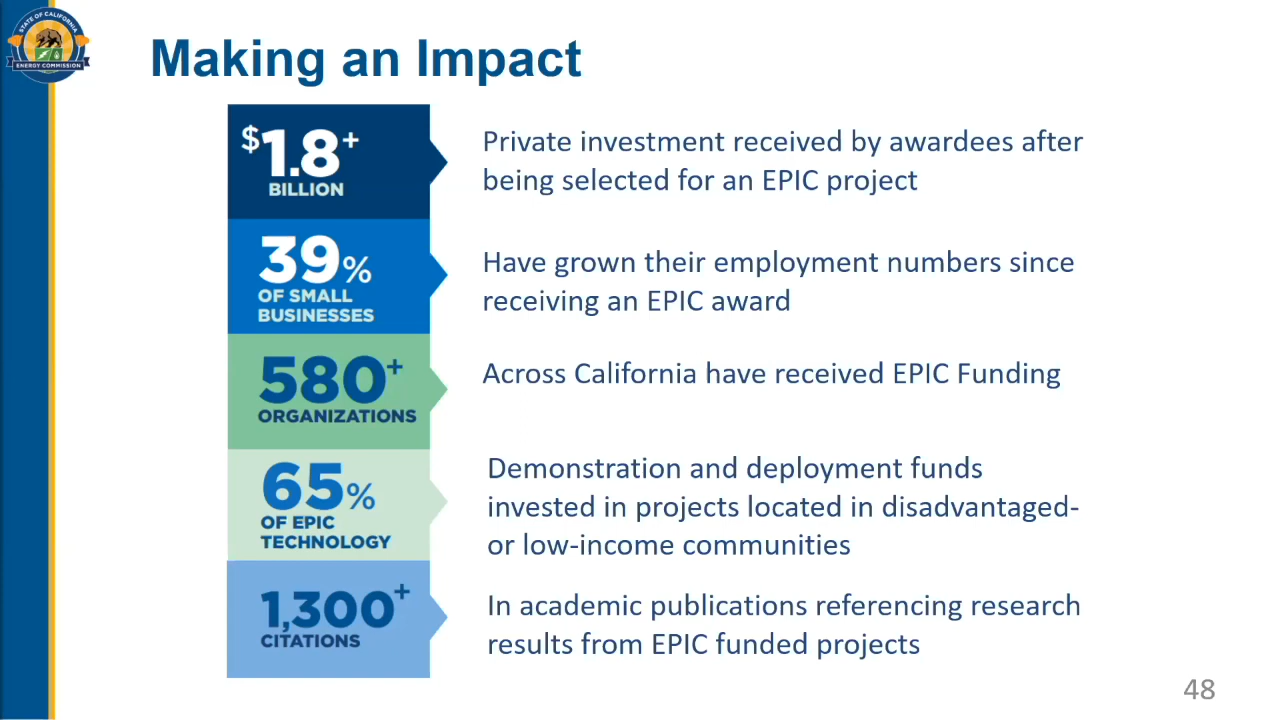 STATE OF CALIFORNIA
ENERGY COMMISSION
Making an Impact
$1.8+
BILLION
Private investment received by awardees after
being selected for an EPIC project
39%
OF SMALL
BUSINESSES
Have grown their employment numbers since
receiving an EPIC award
580+
ORGANIZATIONS
Across California have received EPIC Funding
65%
OF EPIC
TECHNOLOGY
Demonstration and deployment funds
invested in projects located in disadvantaged-
or low-income communities
1,300+
CITATIONS
In academic publications referencing research
results from EPIC funded projects
48